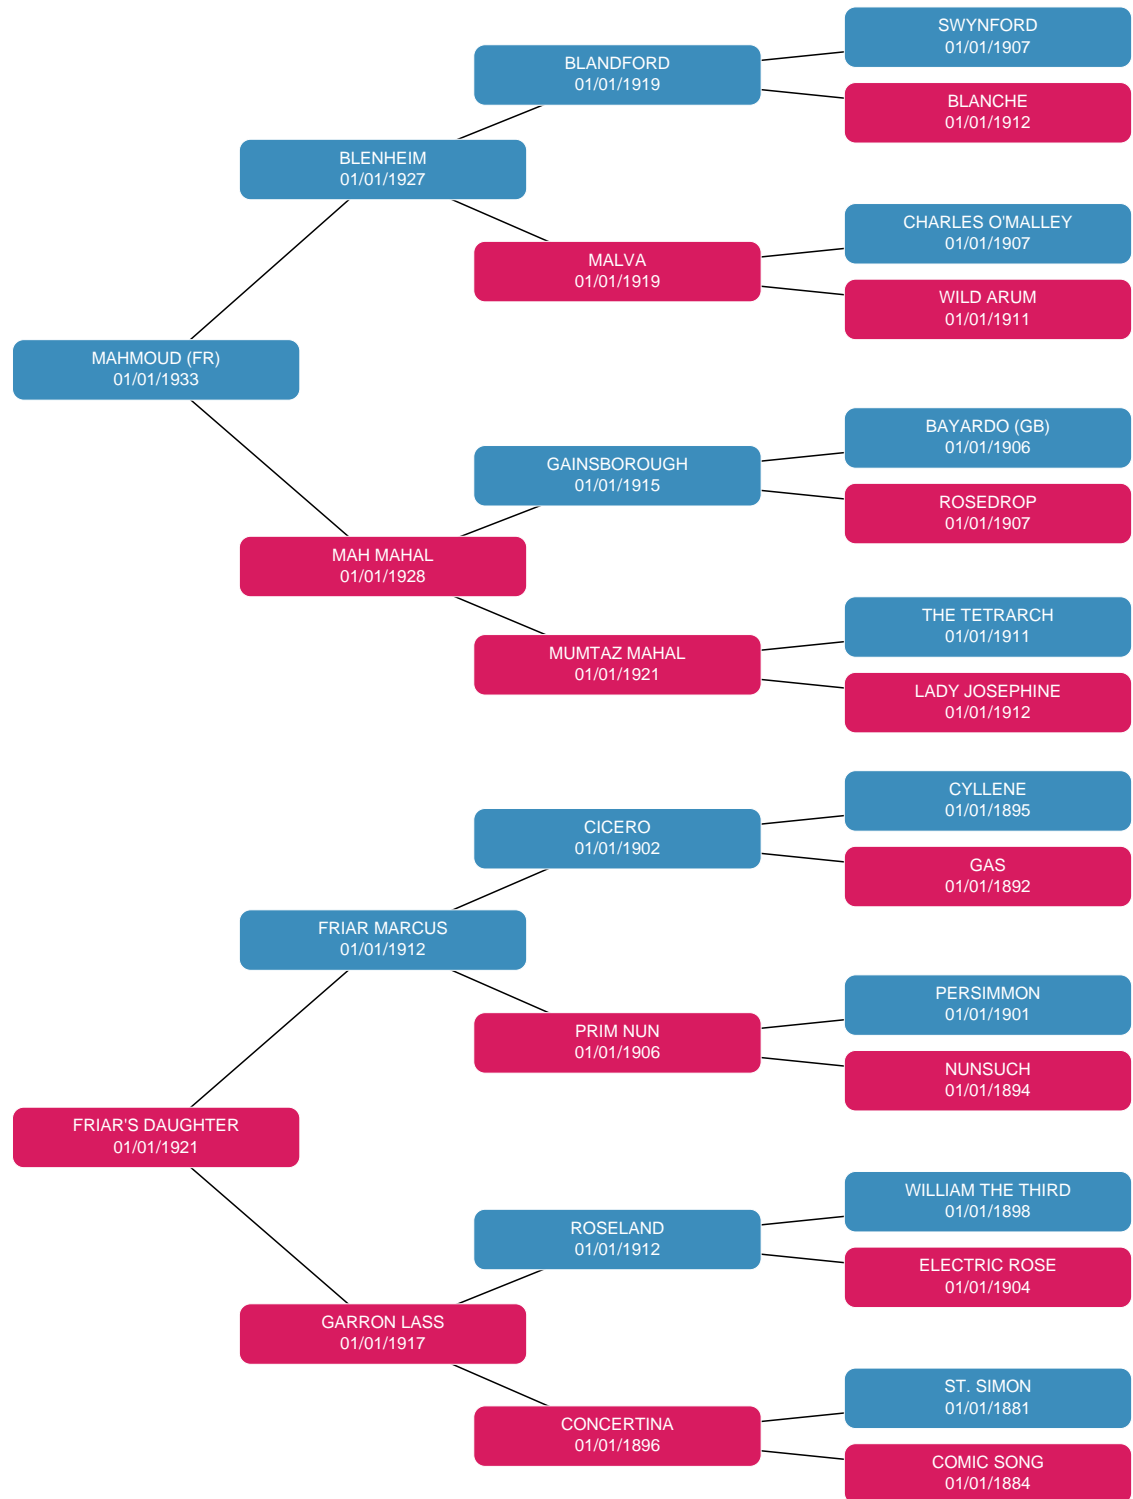 SWYNFORD
01/01/1907
BLANDFORD
01/01/1919
BLANCHE
01/01/1912
BLENHEIM
01/01/1927
CHARLES O'MALLEY
01/01/1907
MALVA
01/01/1919
WILD ARUM
01/01/1911
MAHMOUD (FR)
01/01/1933
BAYARDO (GB)
01/01/1906
GAINSBOROUGH
01/01/1915
ROSEDROP
01/01/1907
MAH MAHAL
01/01/1928
THE TETRARCH
01/01/1911
MUMTAZ MAHAL
01/01/1921
LADY JOSEPHINE
01/01/1912
CYLLENE
01/01/1895
CICERO
01/01/1902
GAS
01/01/1892
FRIAR MARCUS
01/01/1912
PERSIMMON
01/01/1901
PRIM NUN
01/01/1906
NUNSUCH
01/01/1894
FRIAR'S DAUGHTER
01/01/1921
WILLIAM THE THIRD
01/01/1898
ROSELAND
01/01/1912
ELECTRIC ROSE
01/01/1904
GARRON LASS
01/01/1917
ST. SIMON
01/01/1881
CONCERTINA
01/01/1896
COMIC SONG
01/01/1884